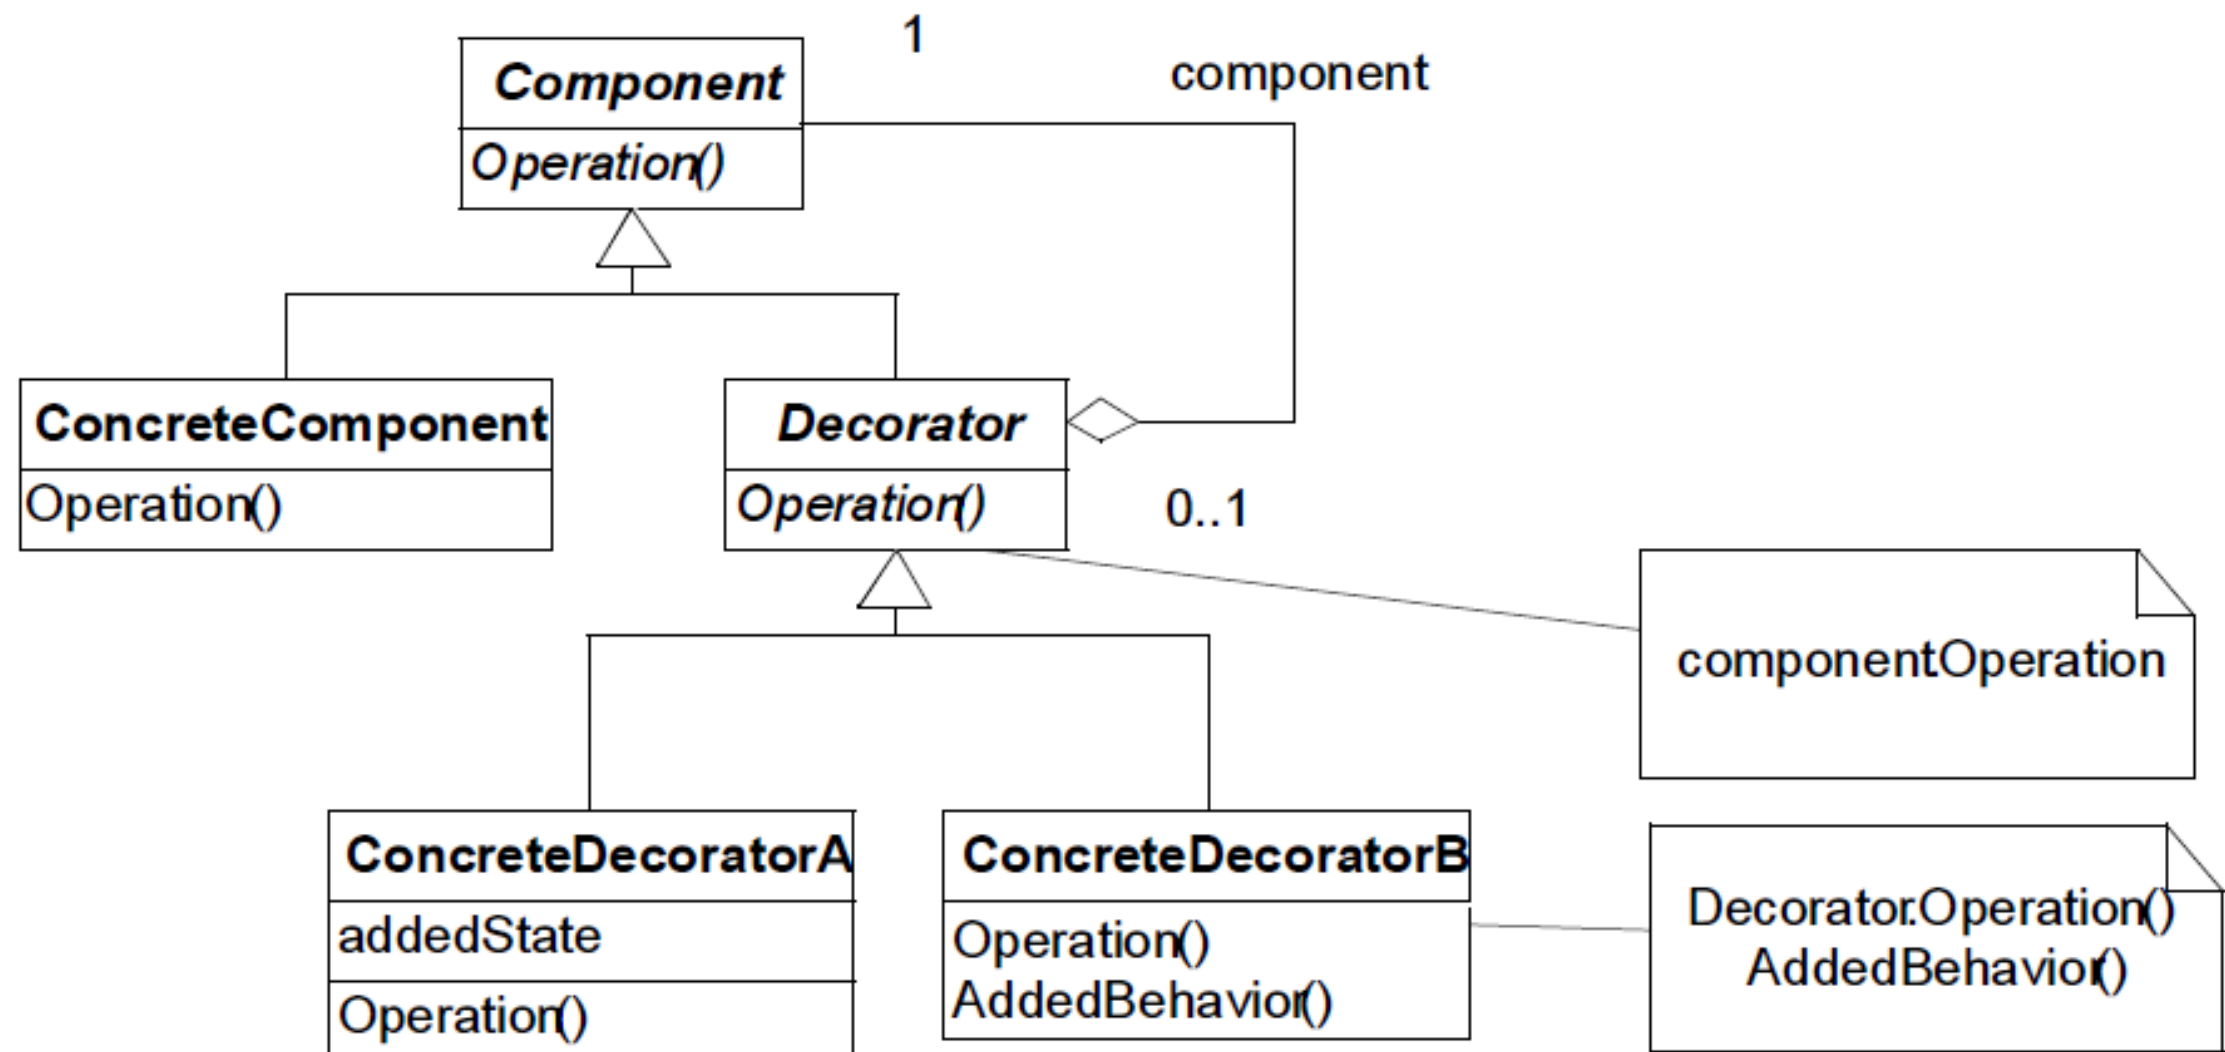 1
Component
component
Operation()
ConcreteComponent
Operation()
Decorator
Operation()
0..1
componentOperation
ConcreteDecoratorA
addedState
Operation()
ConcreteDecoratorB
Operation()
AddedBehavior()
Decorator.Operation()
AddedBehavior()